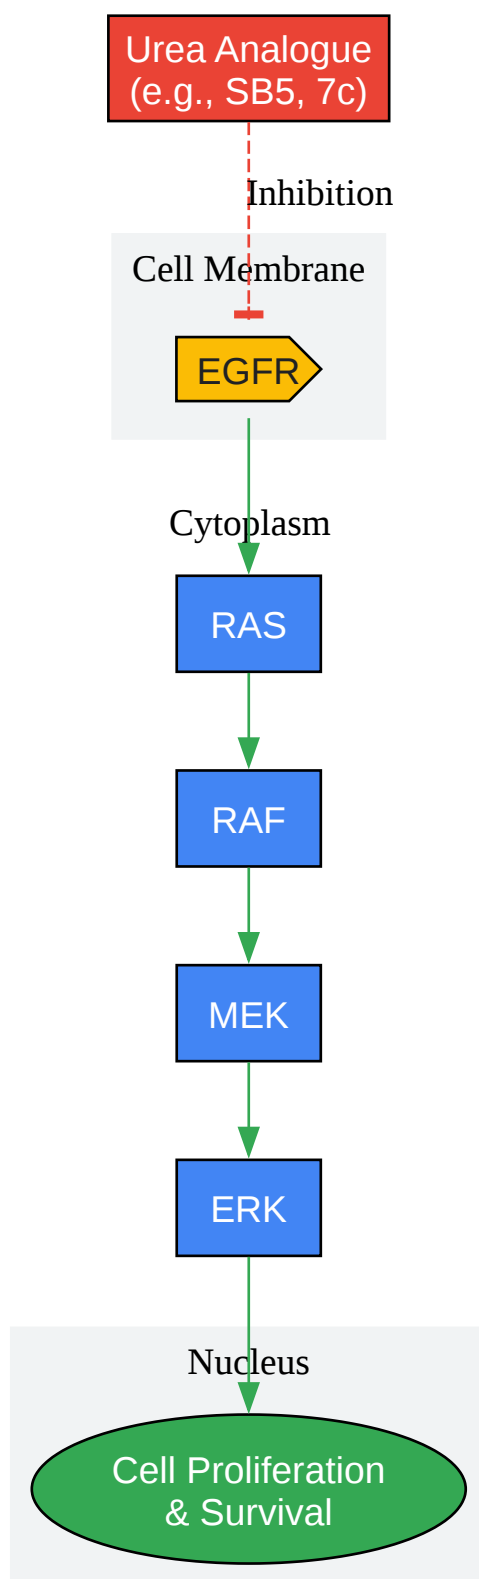 Urea Analogue
(e.g., SB5, 7c)
Inhibition
Cell Membrane
EGFR
Cytoplasm
RAS
RAF
MEK
ERK
Nucleus
Cell Proliferation
& Survival